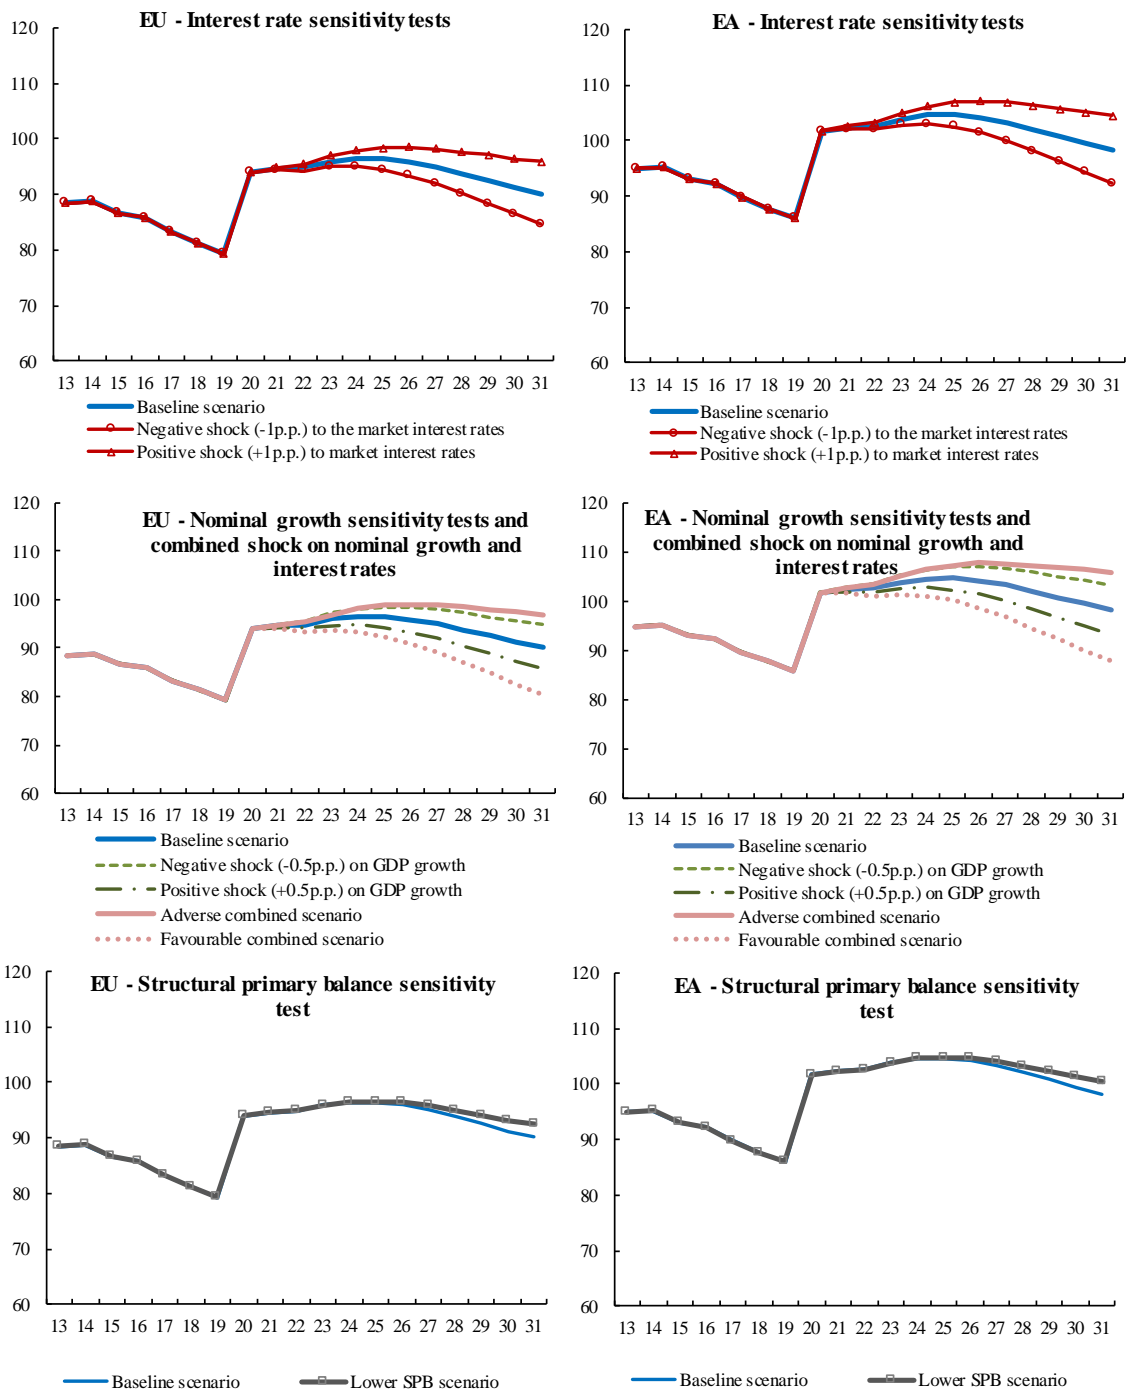 EU - Interest rate sensitivity tests
120
110
100
90
80
70
60
13 14 15 16 17 18 19 20 21 22 23 24 25 26 27 28 29 30 31
Baseline scenario
Negative shock (-1p.p.) to the market interest rates
Positive shock (+1p.p.) to market interest rates
EA - Interest rate sensitivity tests
120
100
80
60
13 14 15 16 17 18 19 20 21 22 23 24 25 26 27 28 29 30 31
Baseline scenario
Negative shock (-1p.p.) to the market interest rates
Positive shock (+1p.p.) to market interest rates
EU - Nominal growth sensitivity tests and
combined shock on nominal growth and
interest rates
120
110
100
90
80
70
60
13 14 15 16 17 18 19 20 21 22 23 24 25 26 27 28 29 30 31
Baseline scenario
Negative shock (-0.5p.p.) on GDP growth
Positive shock (+0.5p.p.) on GDP growth
Adverse combined scenario
Favourable combined scenario
EA - Nominal growth sensitivity tests and
combined shock on nominal growth and
interest rates
120
110
100
90
80
70
60
13 14 15 16 17 18 19 20 21 22 23 24 25 26 27 28 29 30 31
Baseline scenario
Negative shock (-0.5p.p.) on GDP growth
Positive shock (+0.5p.p.) on GDP growth
Adverse combined scenario
Favourable combined scenario
EU - Structural primary balance sensitivity
test
120
110
100
90
80
70
60
13 14 15 16 17 18 19 20 21 22 23 24 25 26 27 28 29 30 31
Baseline scenario
Lower SPB scenario
EA - Structural primary balance sensitivity
test
120
110
100
90
80
70
60
13 14 15 16 17 18 19 20 21 22 23 24 25 26 27 28 29 30 31
Baseline scenario
Lower SPB scenario